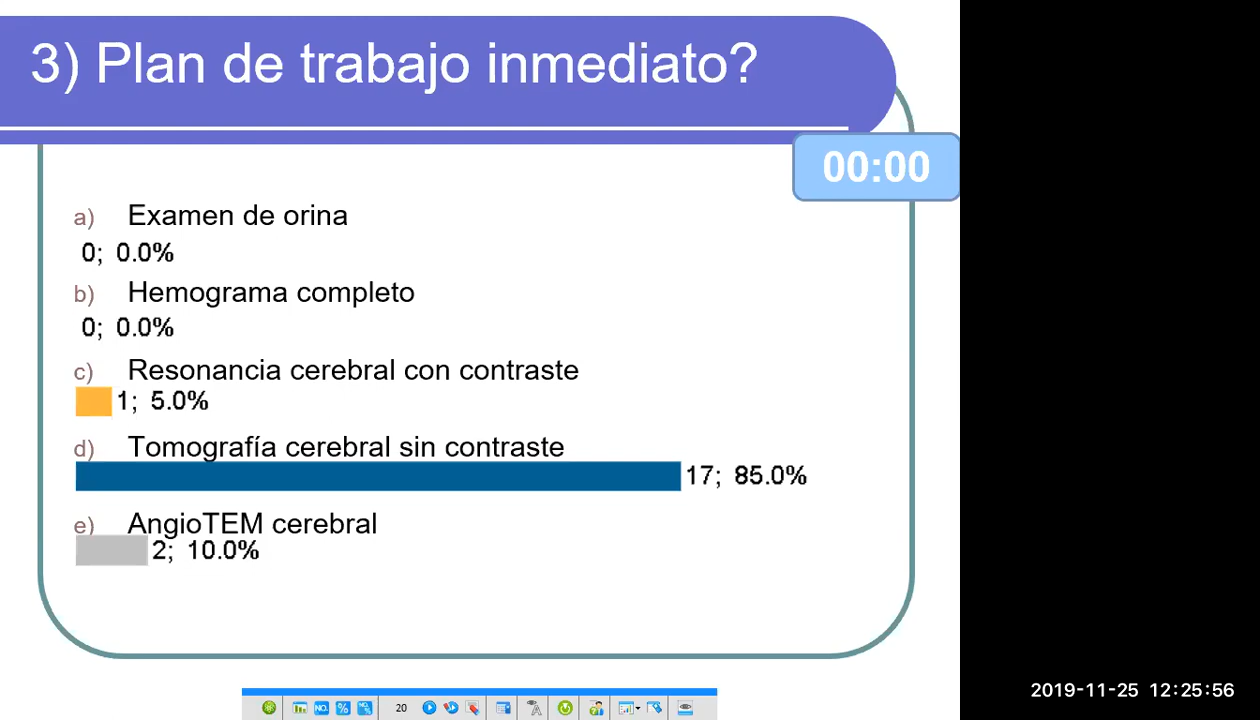 3) Plan de trabajo inmediato?
00:00
a) Examen de orina
0; 0.0%
b) Hemograma completo
0; 0.0%
c) Resonancia cerebral con contraste
1; 5.0%
d) Tomografía cerebral sin contraste
17; 85.0%
e) AngioTEM cerebral
2; 10.0%
NO. % 20
2019-11-25 12:25:56